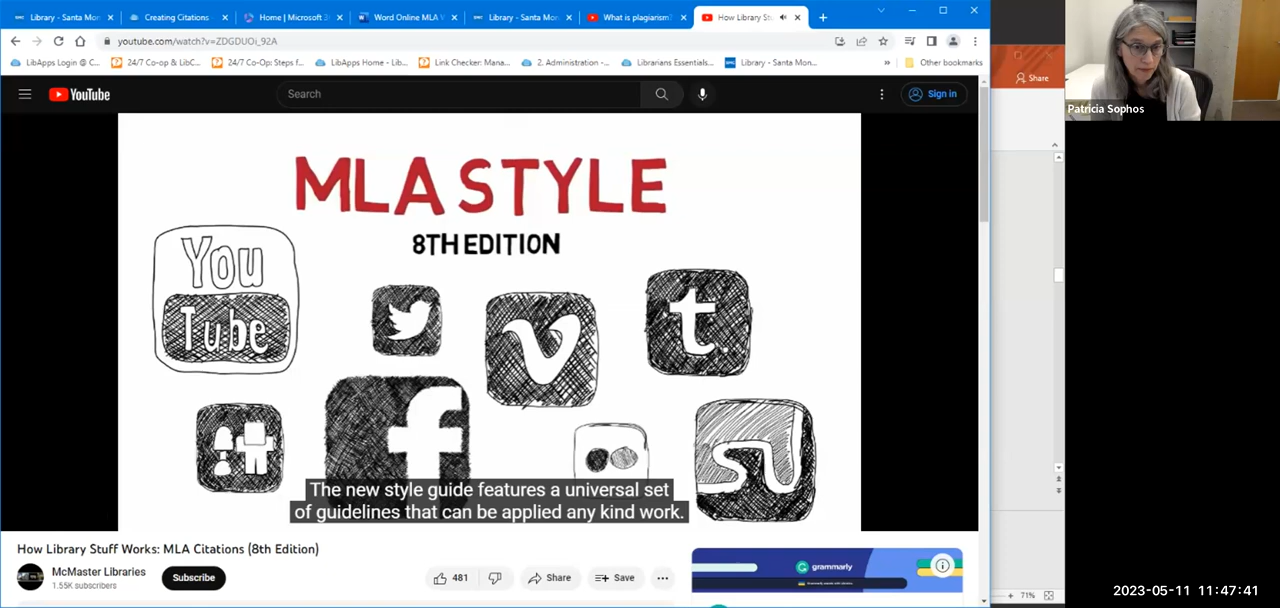 Library - Santa Mon
Creating Citations
Home | Microsoft 3
Word Online MLA V
Library - Santa Mon
What is plagiarism?
How Library Stu
youtube.com/watch?v=ZDGDUOi_92A
LibApps Login @ C...
24/7 Co-op & LibC...
24/7 Co-Op: Steps f...
LibApps Home - Lib...
Link Checker: Mana...
2. Administration -...
Librarians Essentials...
Library - Santa Mon...
»
Other bookmarks
YouTube
Search
Sign in
Share
Patricia Sophos
MLA STYLE
8TH EDITION
You
Tube
t.
f
The new style guide features a universal set
of guidelines that can be applied any kind work.
How Library Stuff Works: MLA Citations (8th Edition)
McMaster Libraries
1.55K subscribers
Subscribe
481
Share
Save
grammarly
71%
2023-05-11 11:47:41